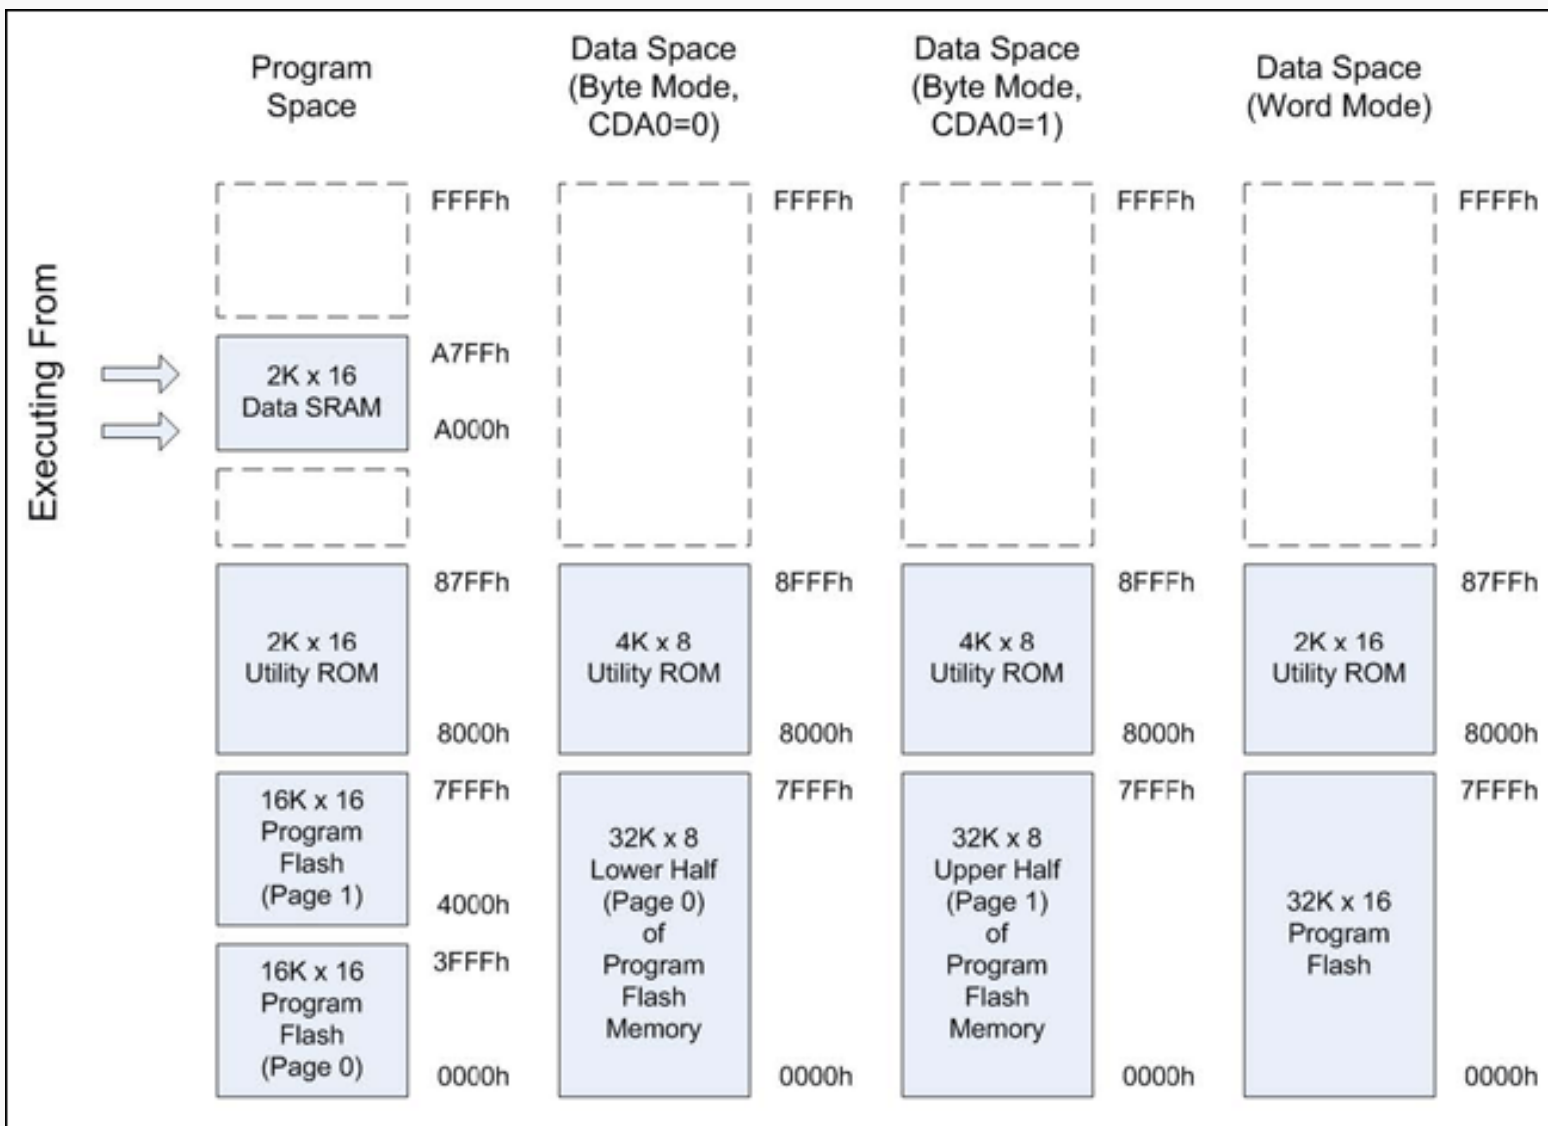 Program
Space
Data Space
(Byte Mode,
CDA0=0)
Data Space
(Byte Mode,
CDA0=1)
Data Space
(Word Mode)
Executing From
FFFFh
A7FFh
2K x 16
Data SRAM
A000h
87FFh
2K x 16
Utility ROM
8000h
7FFFh
16K x 16
Program
Flash
(Page 1)
4000h
3FFFh
16K x 16
Program
Flash
(Page 0)
0000h
FFFFh
8FFFh
4K x 8
Utility ROM
8000h
7FFFh
32K x 8
Lower Half
(Page 0)
of
Program
Flash
Memory
0000h
FFFFh
8FFFh
4K x 8
Utility ROM
8000h
7FFFh
32K x 8
Upper Half
(Page 1)
of
Program
Flash
Memory
0000h
FFFFh
87FFh
2K x 16
Utility ROM
8000h
7FFFh
32K x 16
Program
Flash
0000h